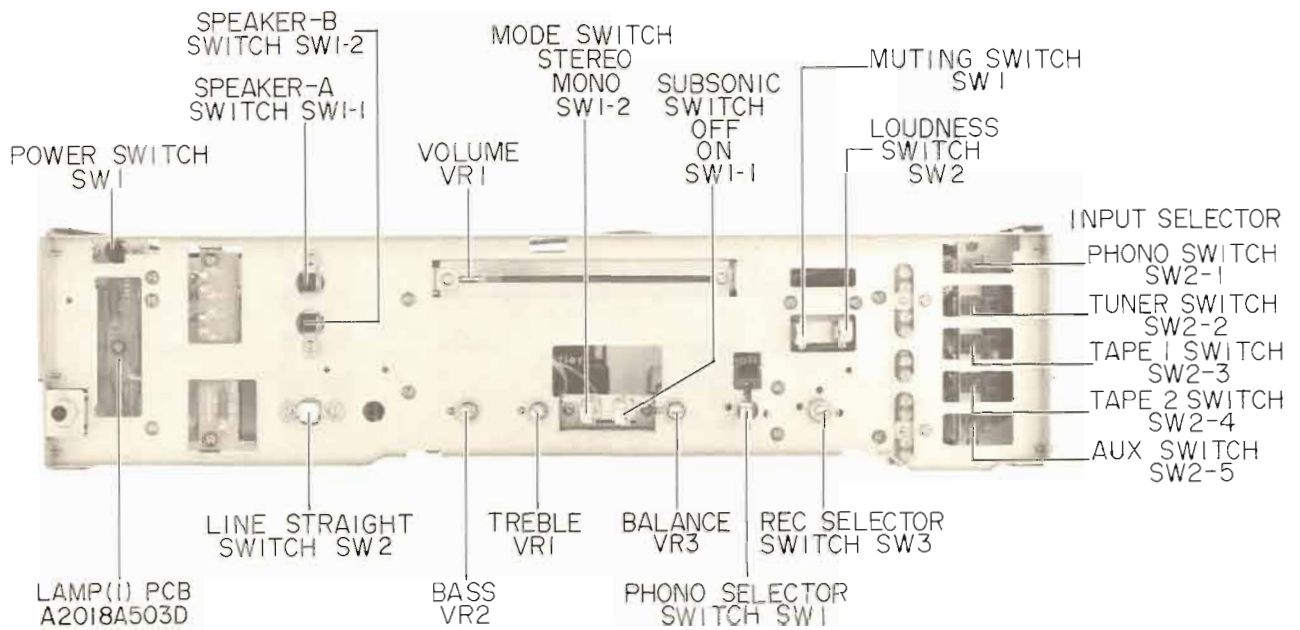 SPEAKER-B
SWITCH SW1-2
SPEAKER-A
SWITCH SW1-1
POWER SWITCH
SW1
VOLUME
VR1
MODE SWITCH
STEREO
MONO
SW1-2
SUBSONIC
SWITCH
OFF
ON
SW1-1
MUTING SWITCH
SW1
LOUDNESS
SWITCH
SW2
INPUT SELECTOR
PHONO SWITCH
SW2-1
TUNER SWITCH
SW2-2
TAPE 1 SWITCH
SW2-3
TAPE 2 SWITCH
SW2-4
AUX SWITCH
SW2-5
LAMP(1) PCB
A2018A503D
LINE STRAIGHT
SWITCH SW2
BASS
VR2
TREBLE
VR1
BALANCE
VR3
PHONO SELECTOR
SWITCH SW1
REC SELECTOR
SWITCH SW3